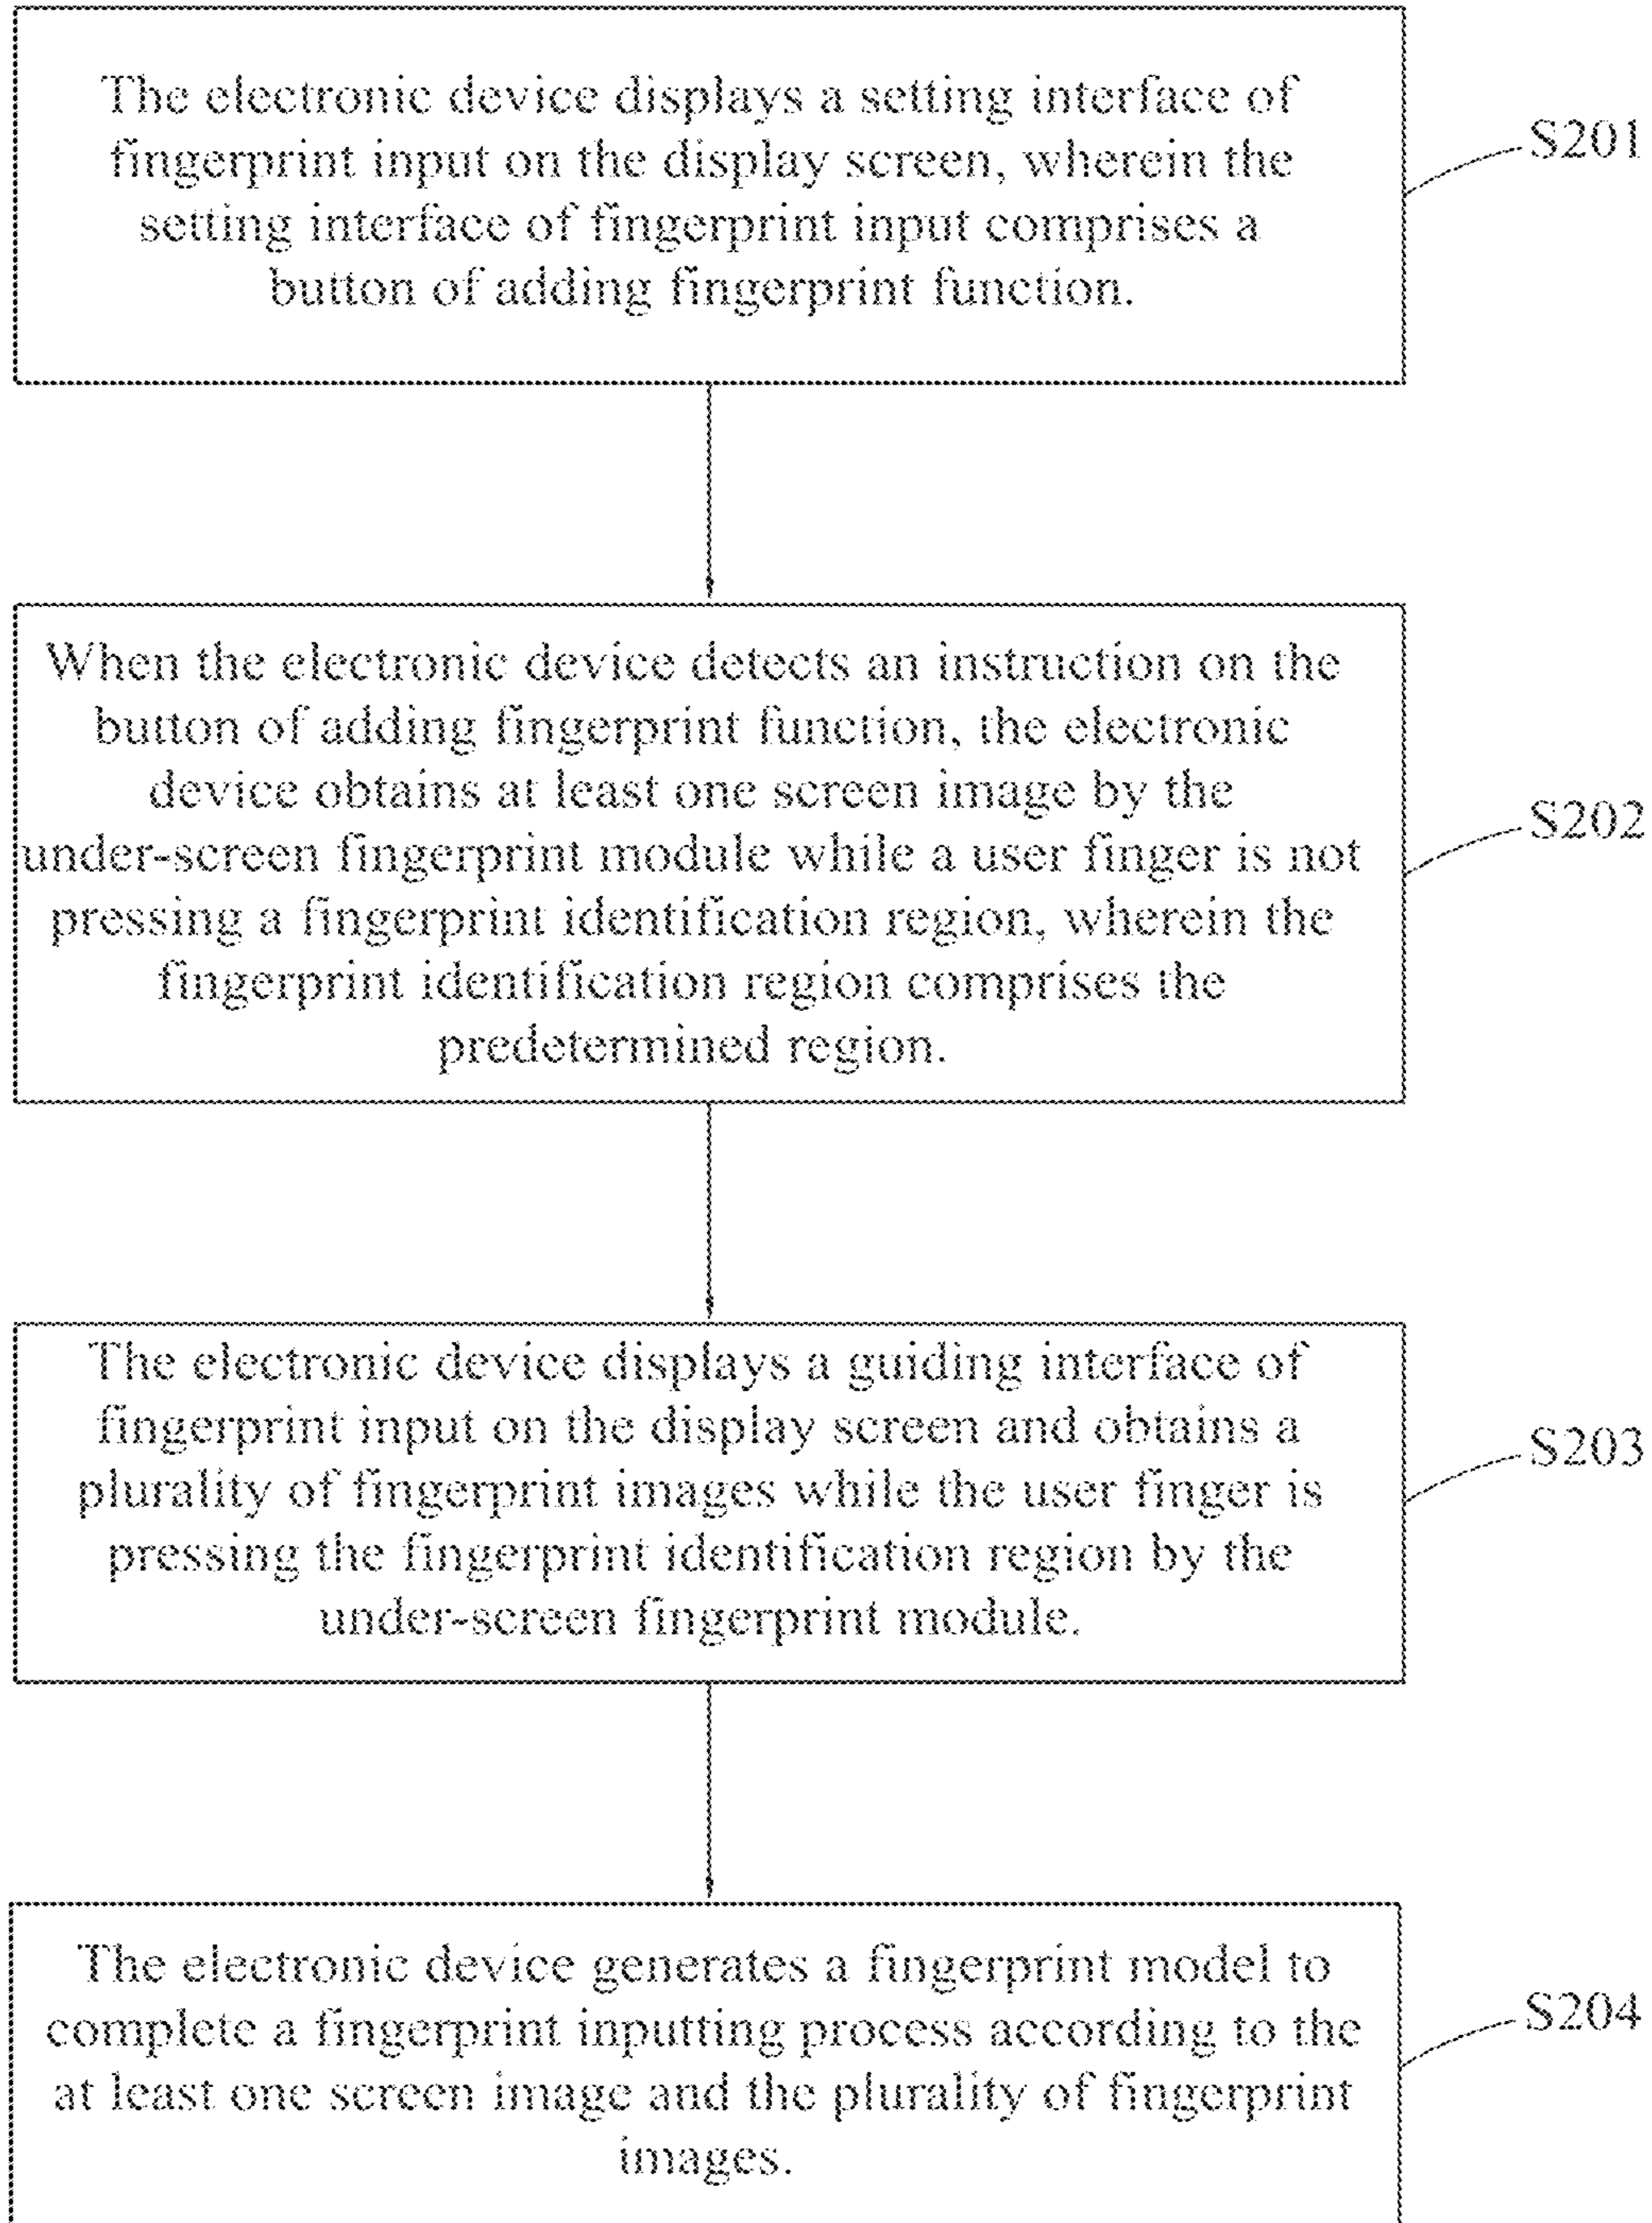 The electronic device displays a setting interface of
fingerprint input on the display screen, wherein the
setting interface of fingerprint input comprises a
button of adding fingerprint function.
S201
When the electronic device detects an instruction on the
button of adding fingerprint function, the electronic
device obtains at least one screen image by the
under-screen fingerprint module while a user finger is not
pressing a fingerprint identification region, wherein the
fingerprint identification region comprises the
predetermined region.
S202
The electronic device displays a guiding interface of
fingerprint input on the display screen and obtains a
plurality of fingerprint images while the user finger is
pressing the fingerprint identification region by the
under-screen fingerprint module.
S203
The electronic device generates a fingerprint model to
complete a fingerprint inputting process according to the
at least one screen image and the plurality of fingerprint
images.
S204